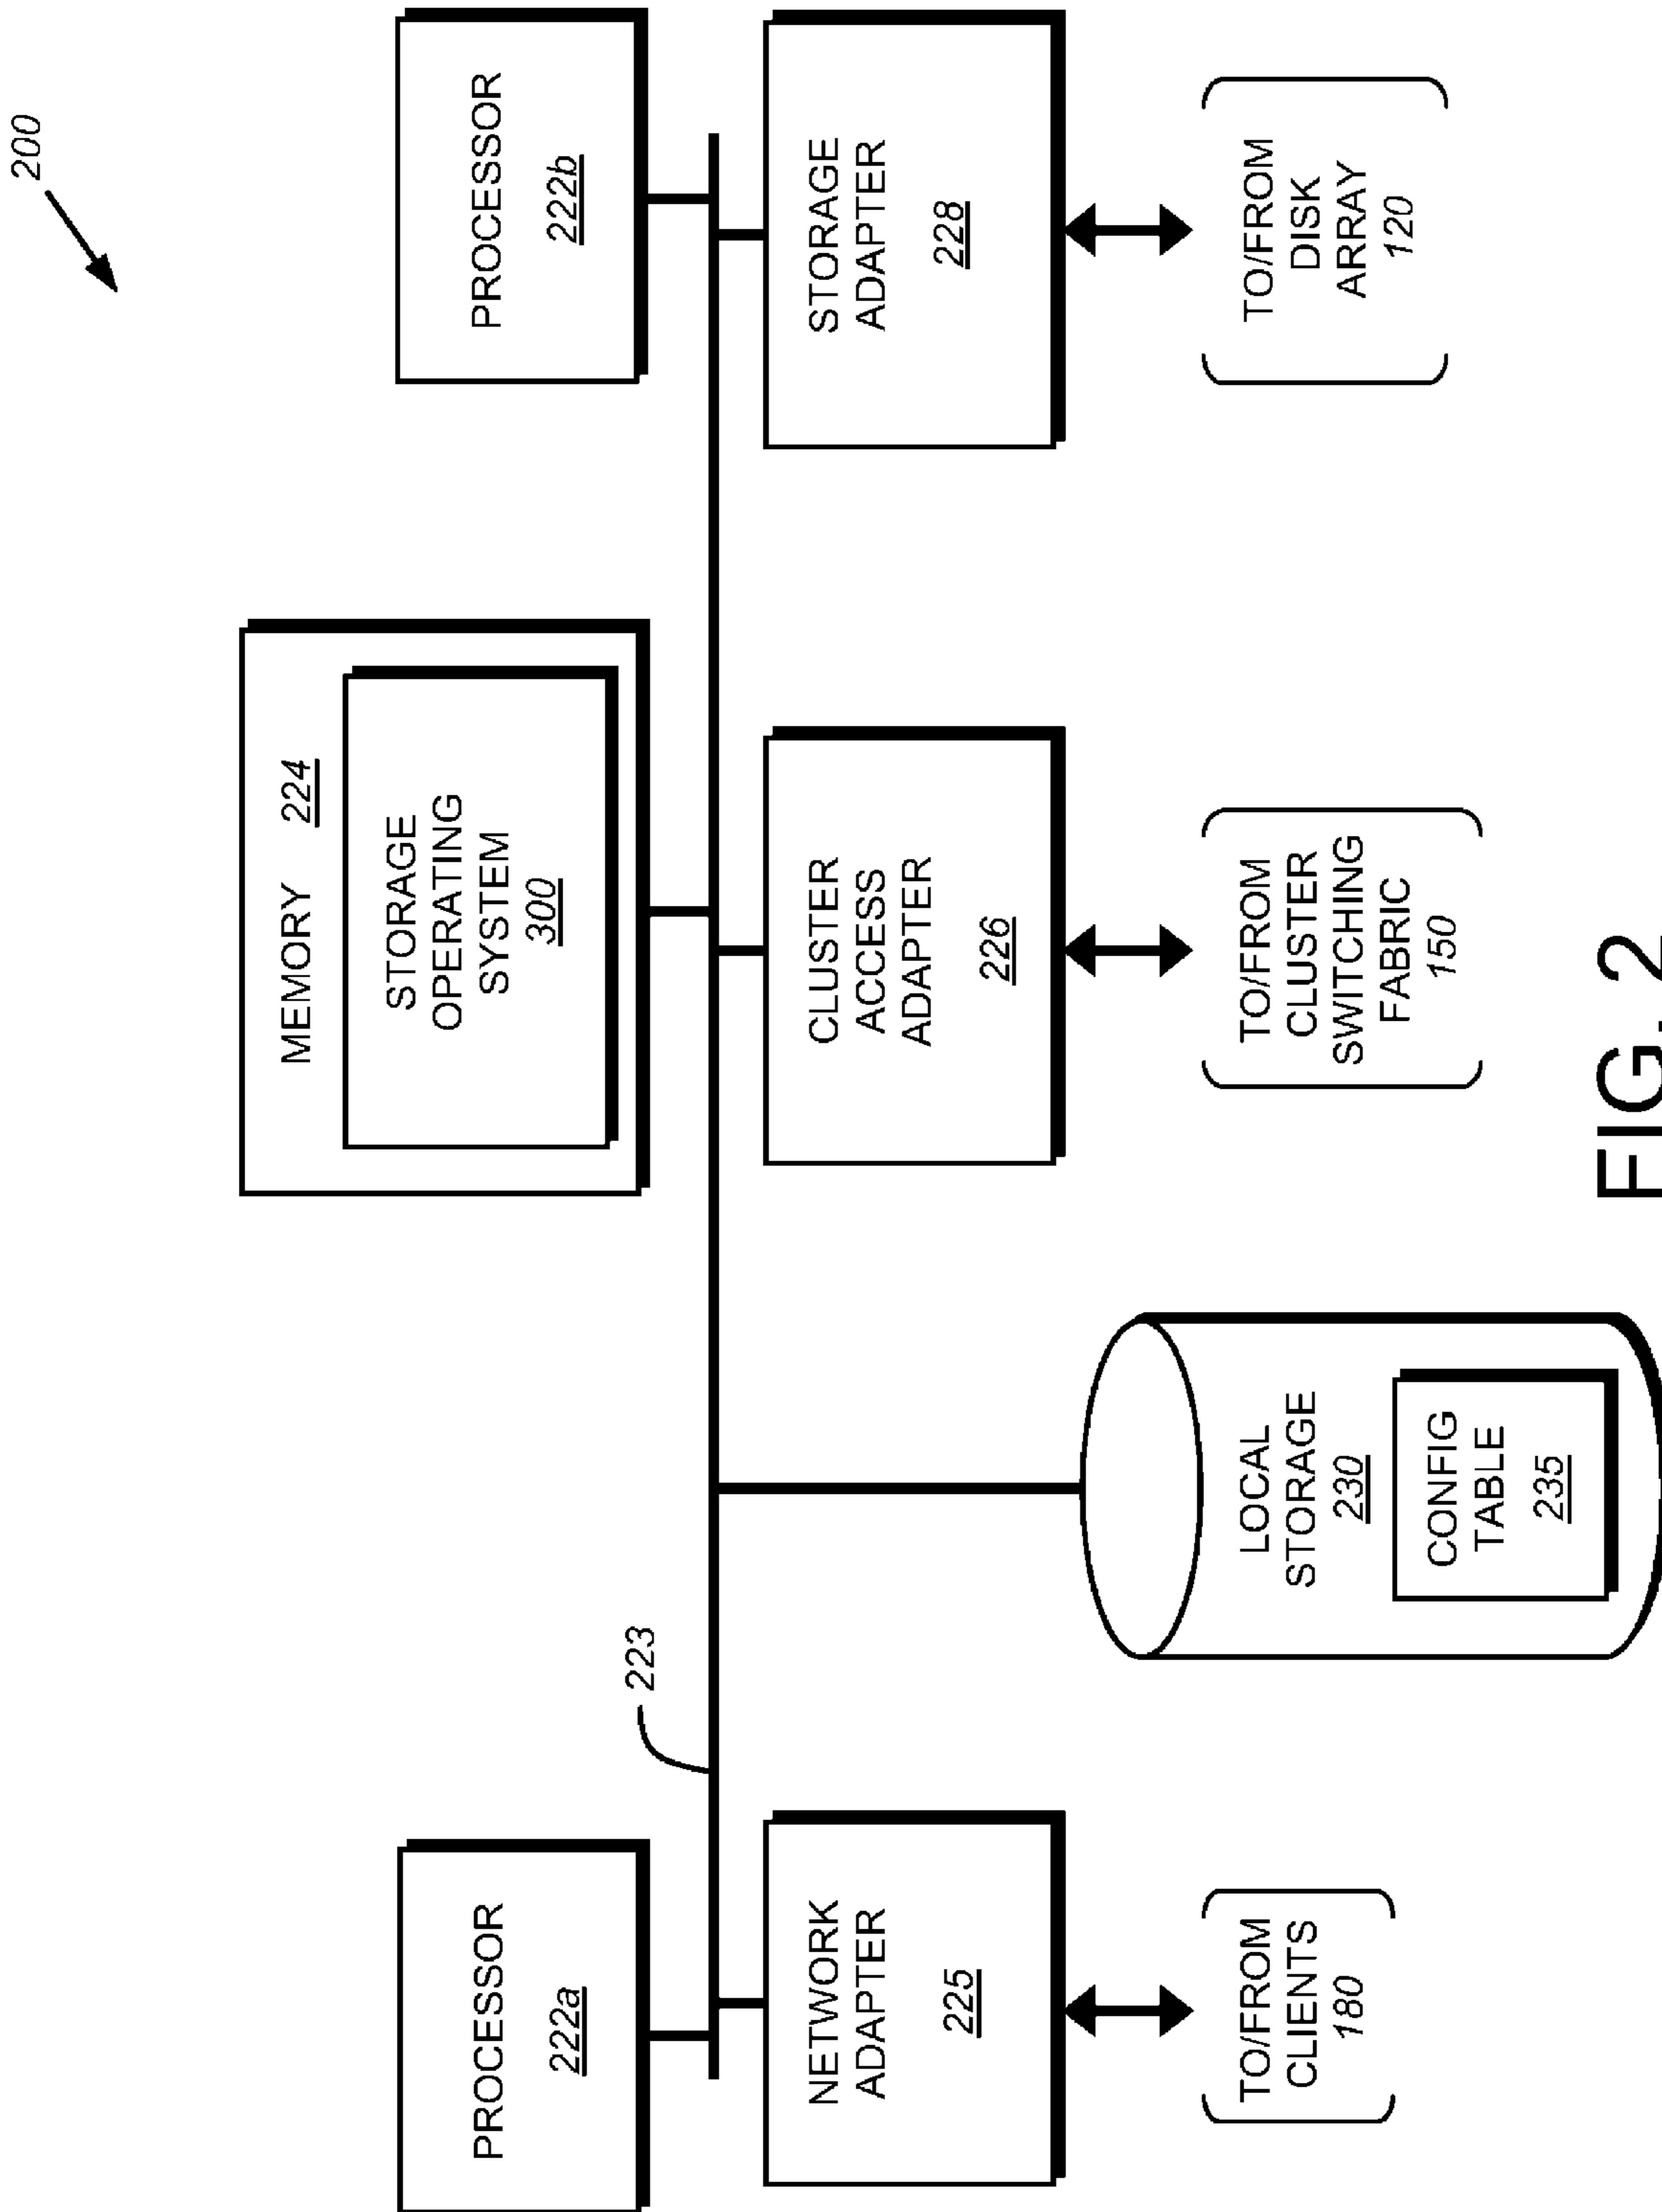 200
PROCESSOR
222a
MEMORY 224
STORAGE
OPERATING
SYSTEM
300
PROCESSOR
222b
223
NETWORK
ADAPTER
225
LOCAL
STORAGE
230
CONFIG
TABLE
235
CLUSTER
ACCESS
ADAPTER
226
STORAGE
ADAPTER
228
TO/FROM
CLIENTS
180
TO/FROM
CLUSTER
SWITCHING
FABRIC
150
TO/FROM
DISK
ARRAY
120
FIG. 2